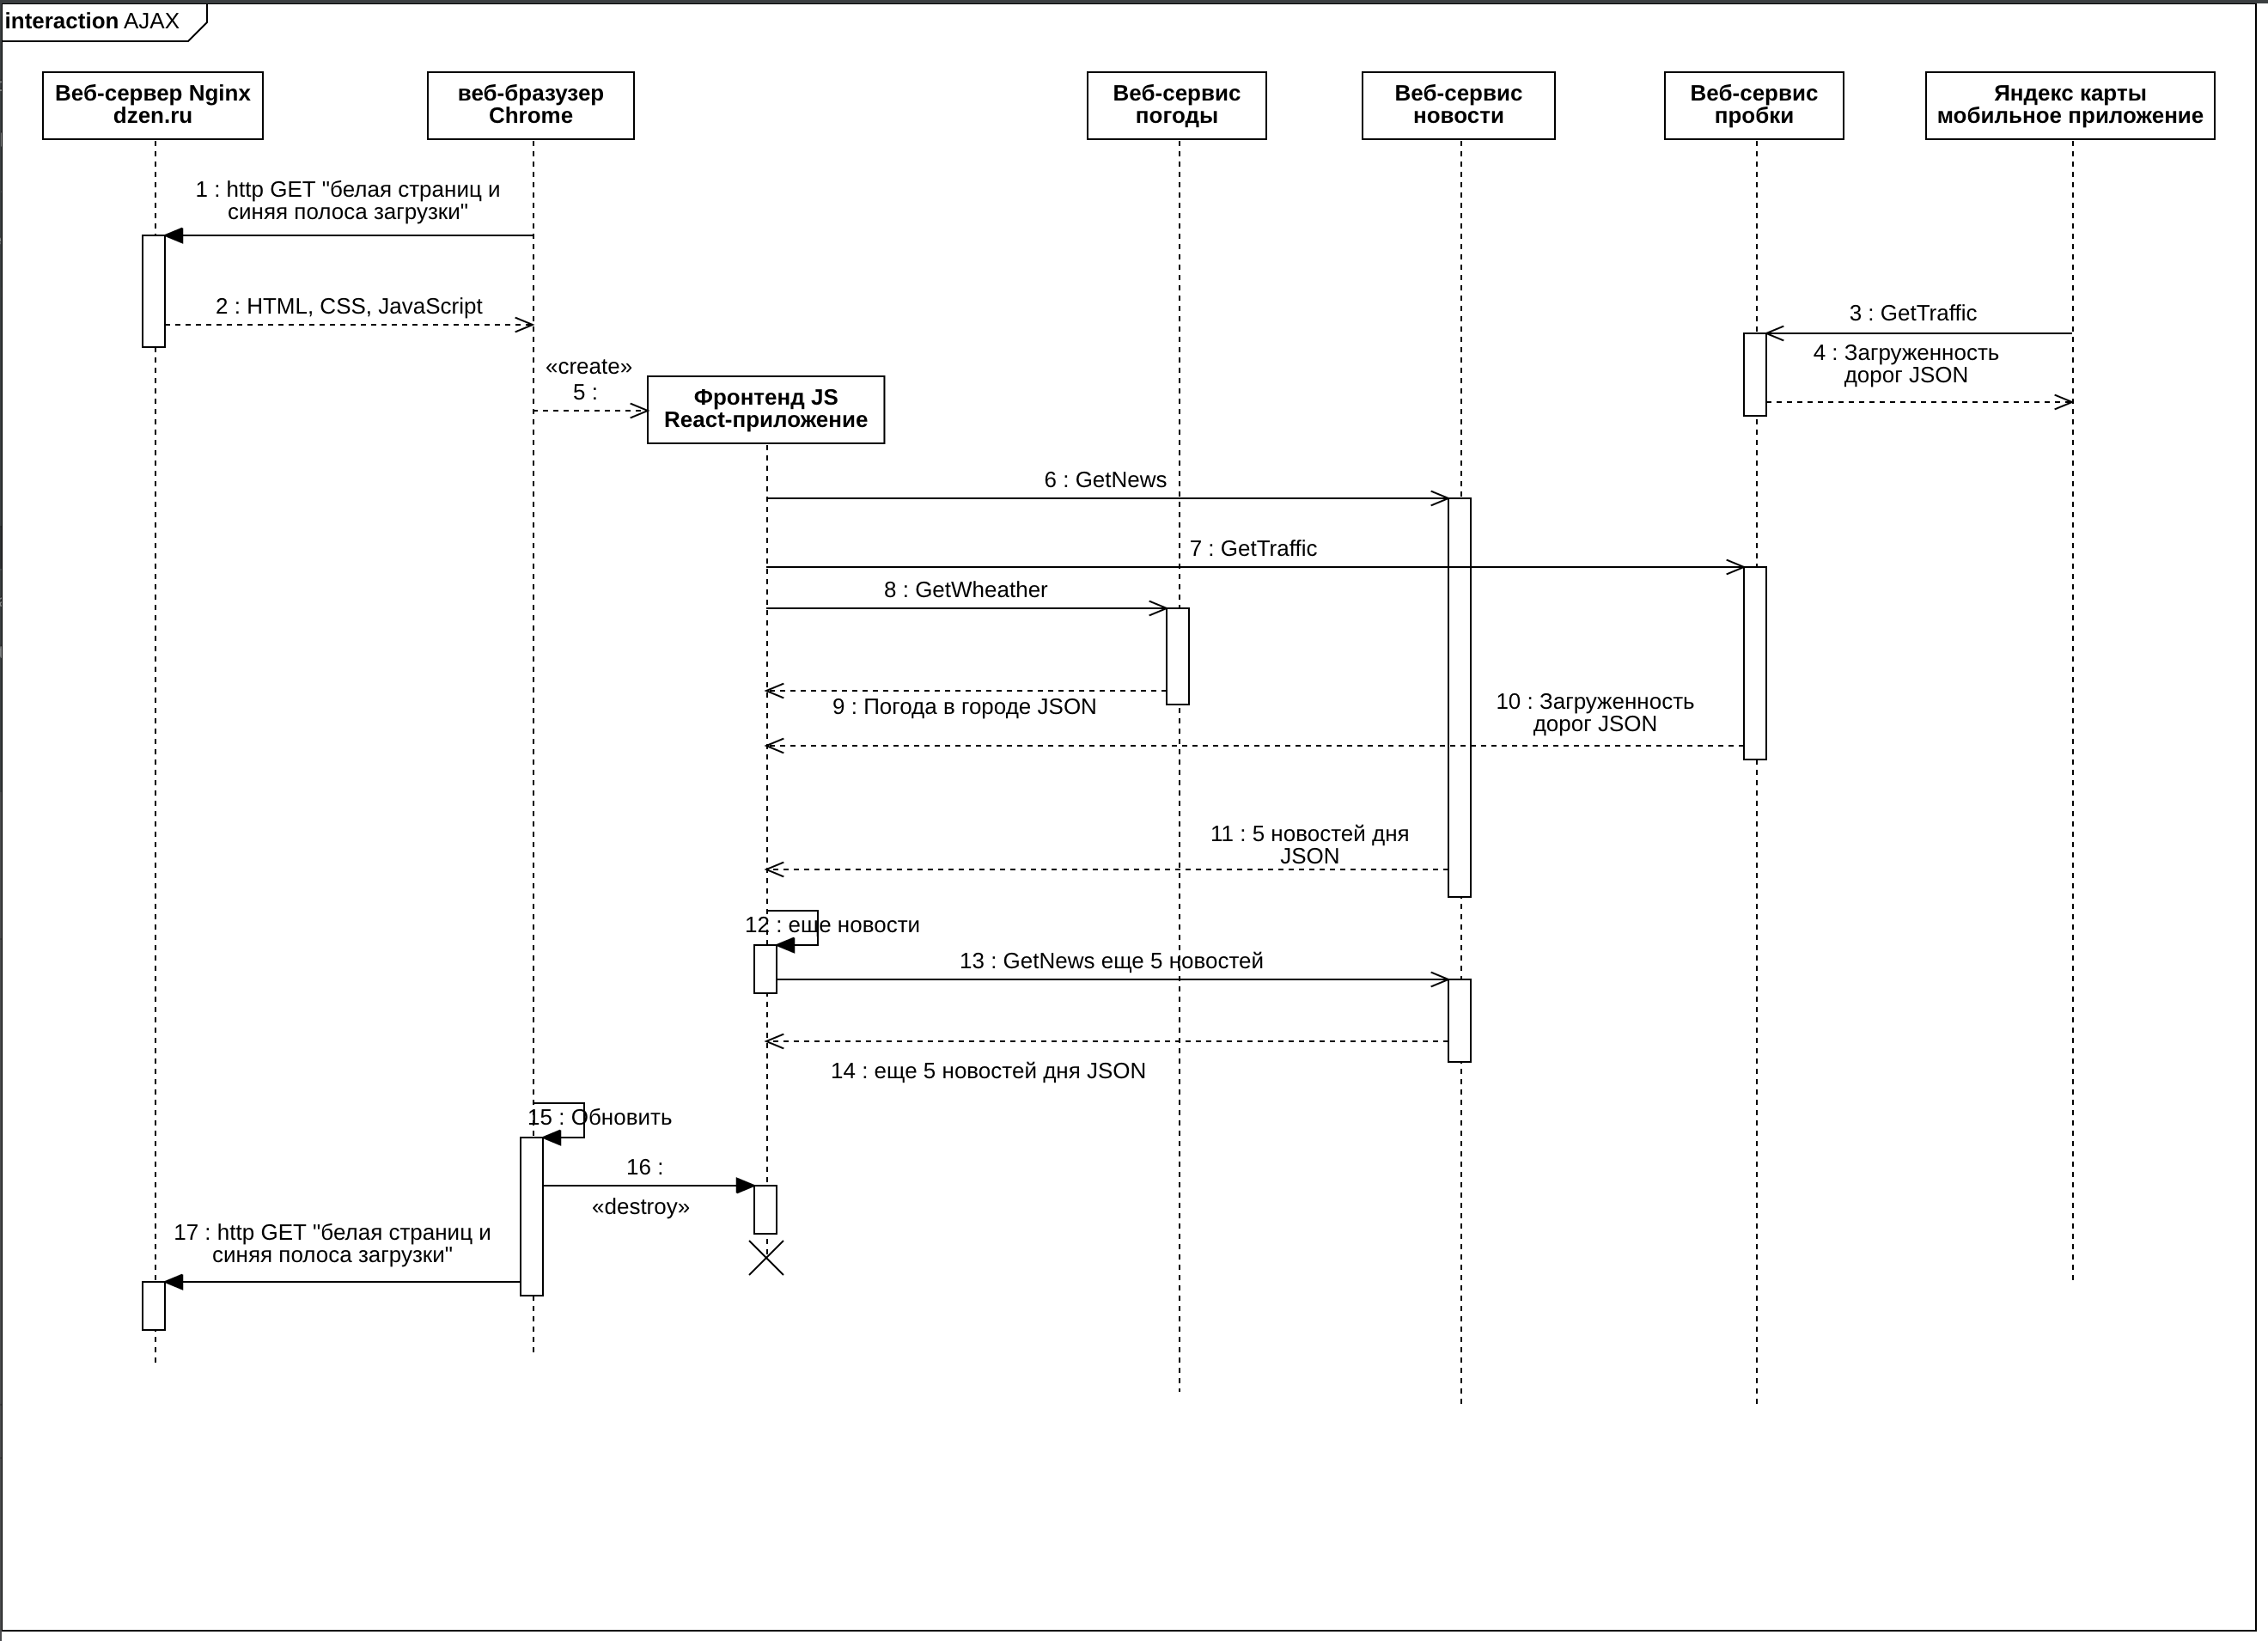 interaction AJAX
Веб-сервер Nginx
dzen.ru
веб-бразузер
Chrome
Веб-сервис
погоды
Веб-сервис
новости
Веб-сервис
пробки
Яндекс карты
мобильное приложение
1 : http GET "белая страниц и
синяя полоса загрузки"
2 : HTML, CSS, JavaScript
3 : GetTraffic
4 : Загруженность
дорог JSON
«create»
5 :
Фронтенд JS
React-приложение
6 : GetNews
7 : GetTraffic
8 : GetWheather
9 : Погода в городе JSON
10 : Загруженность
дорог JSON
11 : 5 новостей дня
JSON
12 : еще новости
13 : GetNews еще 5 новостей
14 : еще 5 новостей дня JSON
15 : Обновить
16 :
«destroy»
17 : http GET "белая страниц и
синяя полоса загрузки"